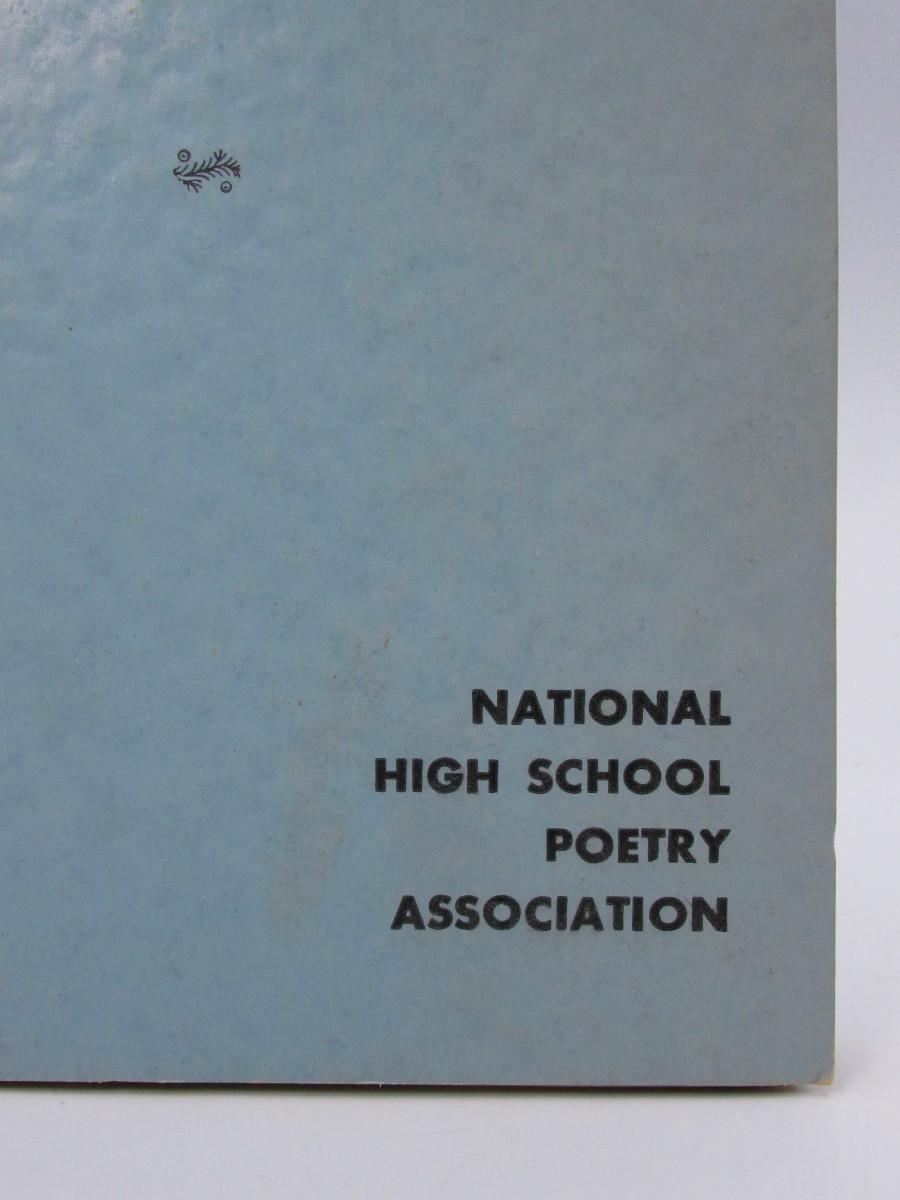 NATIONAL
HIGH SCHOOL
POETRY
ASSOCIATION